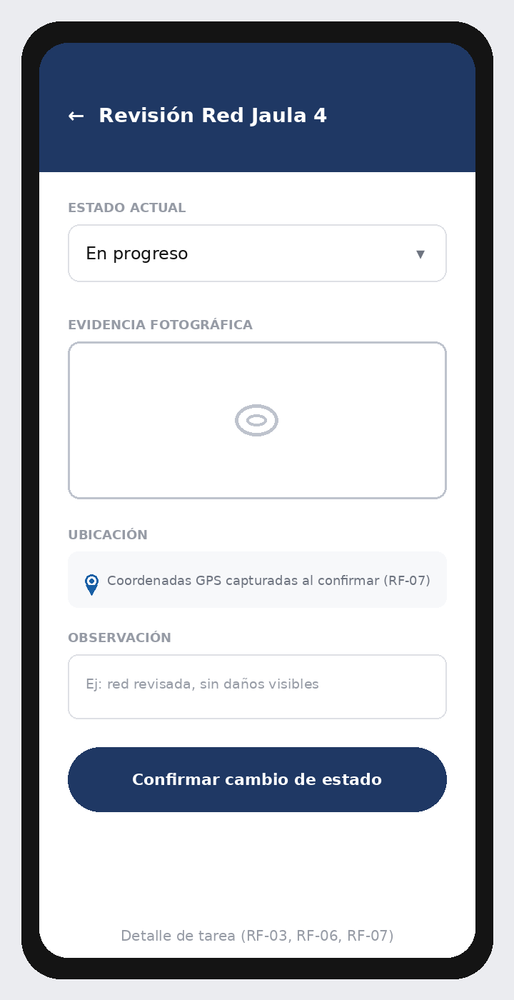 ← Revisión Red Jaula 4
ESTADO ACTUAL
En progreso ▼
EVIDENCIA FOTOGRÁFICA
UBICACIÓN
Coordenadas GPS capturadas al confirmar (RF-07)
OBSERVACIÓN
Ej: red revisada, sin daños visibles
Confirmar cambio de estado
Detalle de tarea (RF-03, RF-06, RF-07)